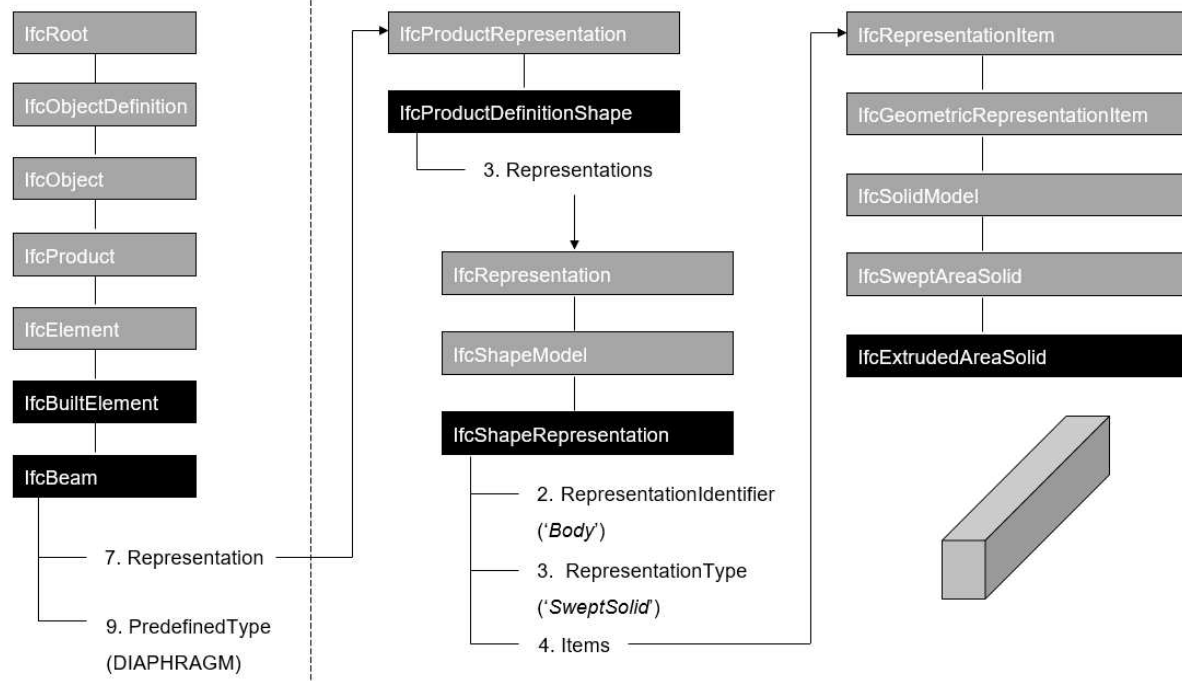 IfcRoot
IfcObjectDefinition
IfcObject
IfcProduct
IfcElement
IfcBuiltElement
IfcBeam
7. Representation
9. PredefinedType
(DIAPHRAGM)
IfcProductRepresentation
IfcProductDefinitionShape
3. Representations
IfcRepresentation
IfcShapeModel
IfcShapeRepresentation
2. RepresentationIdentifier
(‘Body’)
3. RepresentationType
(‘SweptSolid’)
4. Items
IfcRepresentationItem
IfcGeometricRepresentationItem
IfcSolidModel
IfcSweptAreaSolid
IfcExtrudedAreaSolid